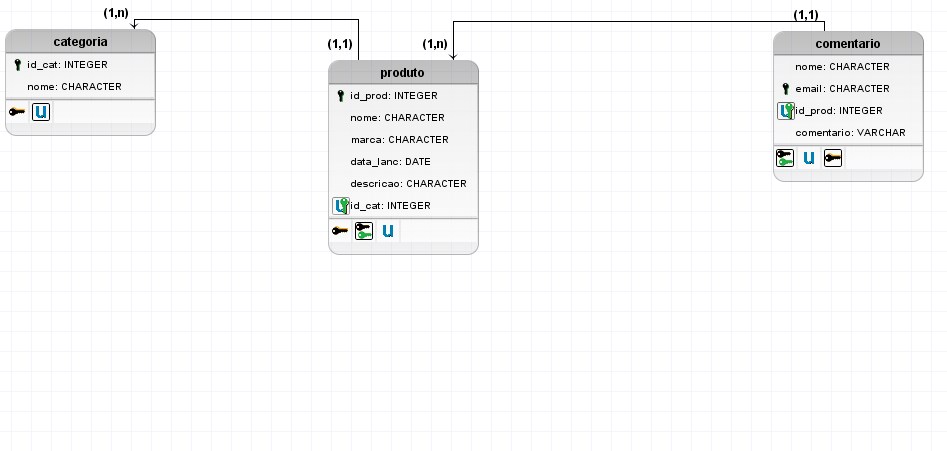 (1,n)
categoria
id_cat: INTEGER
nome: CHARACTER
U
(1,1)
produto
id_prod: INTEGER
nome: CHARACTER
marca: CHARACTER
data_lanc: DATE
descricao: CHARACTER
U
id_cat: INTEGER
U
(1,n)
(1,1)
comentario
nome: CHARACTER
email: CHARACTER
U
id_prod: INTEGER
comentario: VARCHAR
U